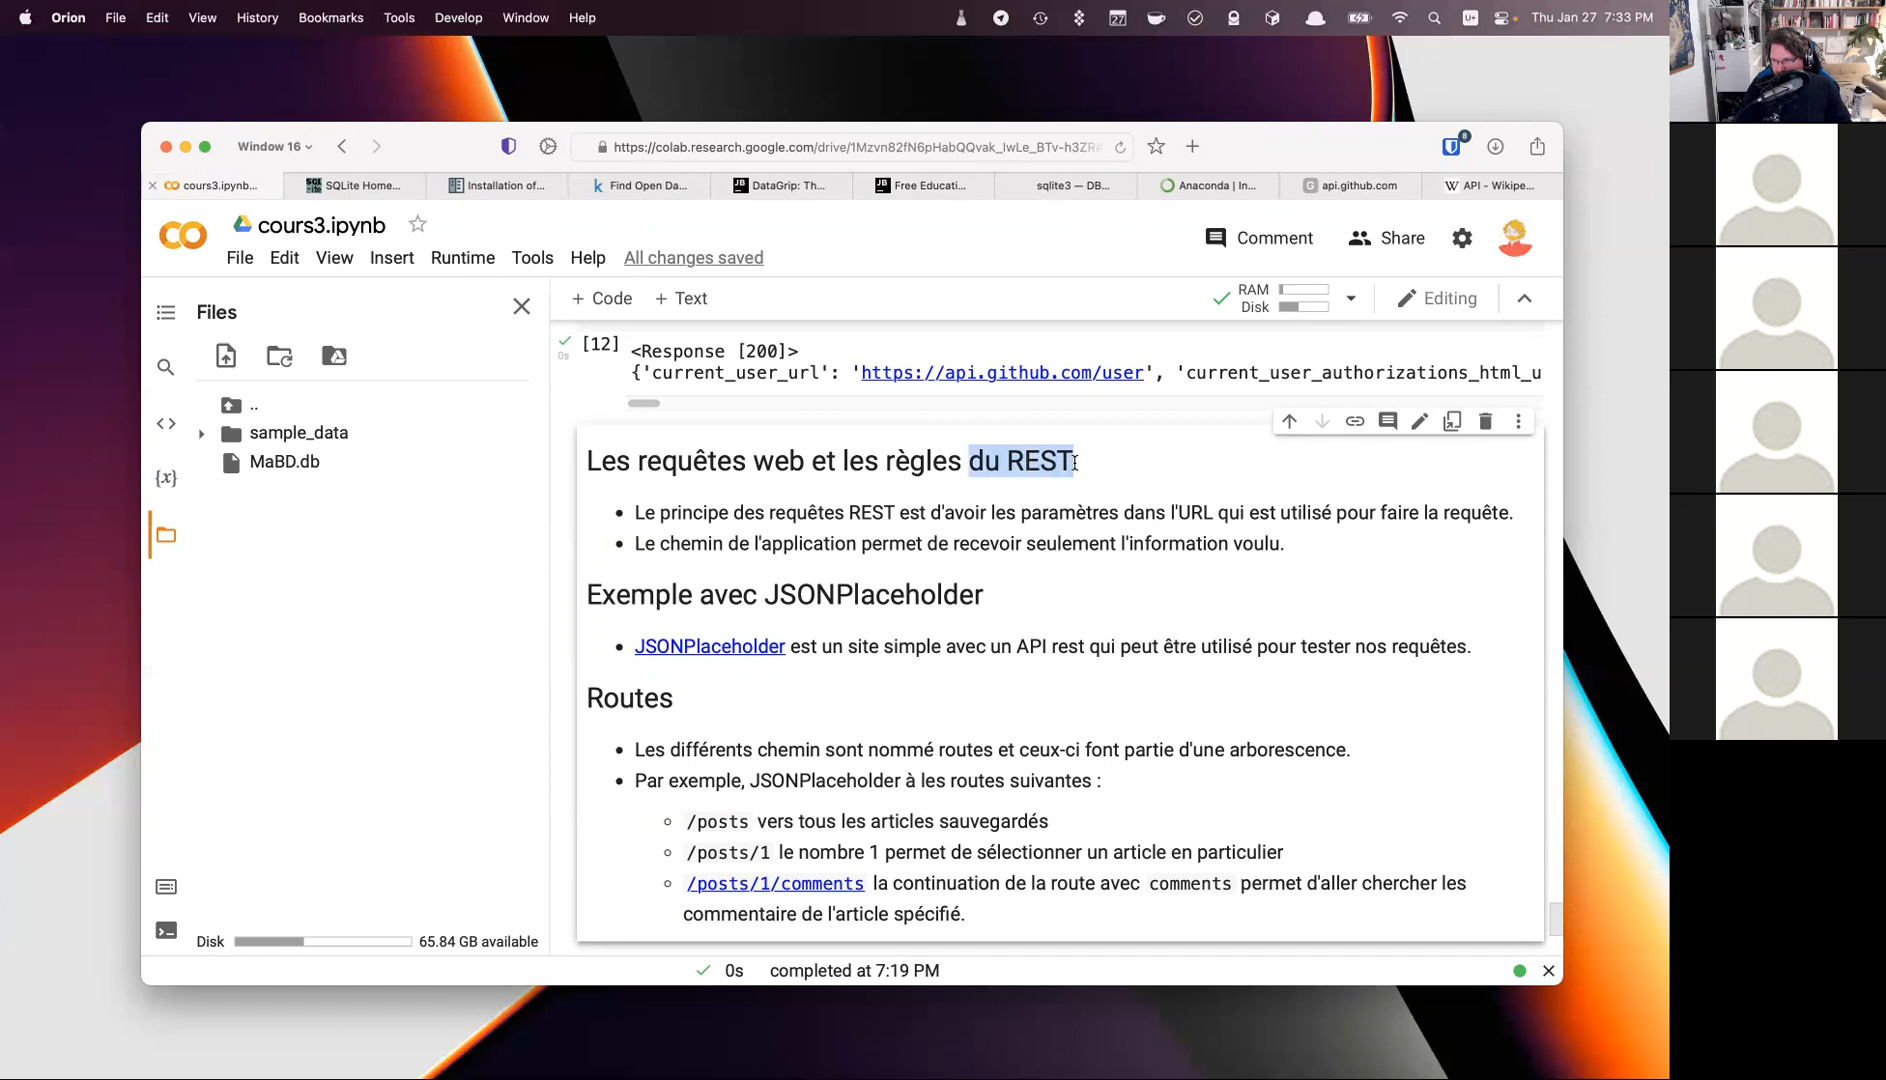 Orion File Edit View History Bookmarks Tools Develop Window Help 27 U+ Thu Jan 27 7:33 PM
Window 16 https://colab.research.google.com/drive/1Mzvn82fN6pHabQQvak_IwLe_BTv-h3ZR# 8
cours3.ipynb... SQLite Home... Installation of... Find Open Da... DataGrip: Th... Free Educati... sqlite3 — DB... Anaconda | In... api.github.com API - Wikipe...
cours3.ipynb
Comment Share
File Edit View Insert Runtime Tools Help All changes saved
Files
+ Code + Text RAM Disk Editing
..
sample_data
MaBD.db
[12] <Response [200]>
0s
{'current_user_url': 'https://api.github.com/user', 'current_user_authorizations_html_u
Les requêtes web et les règles du REST
Le principe des requêtes REST est d'avoir les paramètres dans l'URL qui est utilisé pour faire la requête.
Le chemin de l'application permet de recevoir seulement l'information voulu.
Exemple avec JSONPlaceholder
JSONPlaceholder est un site simple avec un API rest qui peut être utilisé pour tester nos requêtes.
Routes
Les différents chemin sont nommé routes et ceux-ci font partie d'une arborescence.
Par exemple, JSONPlaceholder à les routes suivantes :
/posts vers tous les articles sauvegardés
/posts/1 le nombre 1 permet de sélectionner un article en particulier
/posts/1/comments la continuation de la route avec comments permet d'aller chercher les
commentaire de l'article spécifié.
Disk 65.84 GB available
0s completed at 7:19 PM